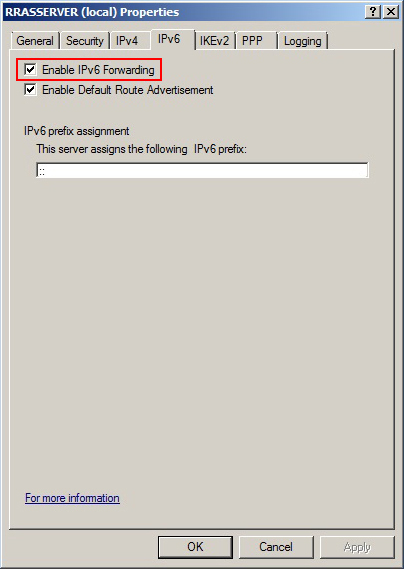 RRASSERVER (local) Properties
General Security IPv4 IPv6 IKEv2 PPP Logging
Enable IPv6 Forwarding
Enable Default Route Advertisement
IPv6 prefix assignment
This server assigns the following IPv6 prefix:
::
For more information
OK Cancel Apply